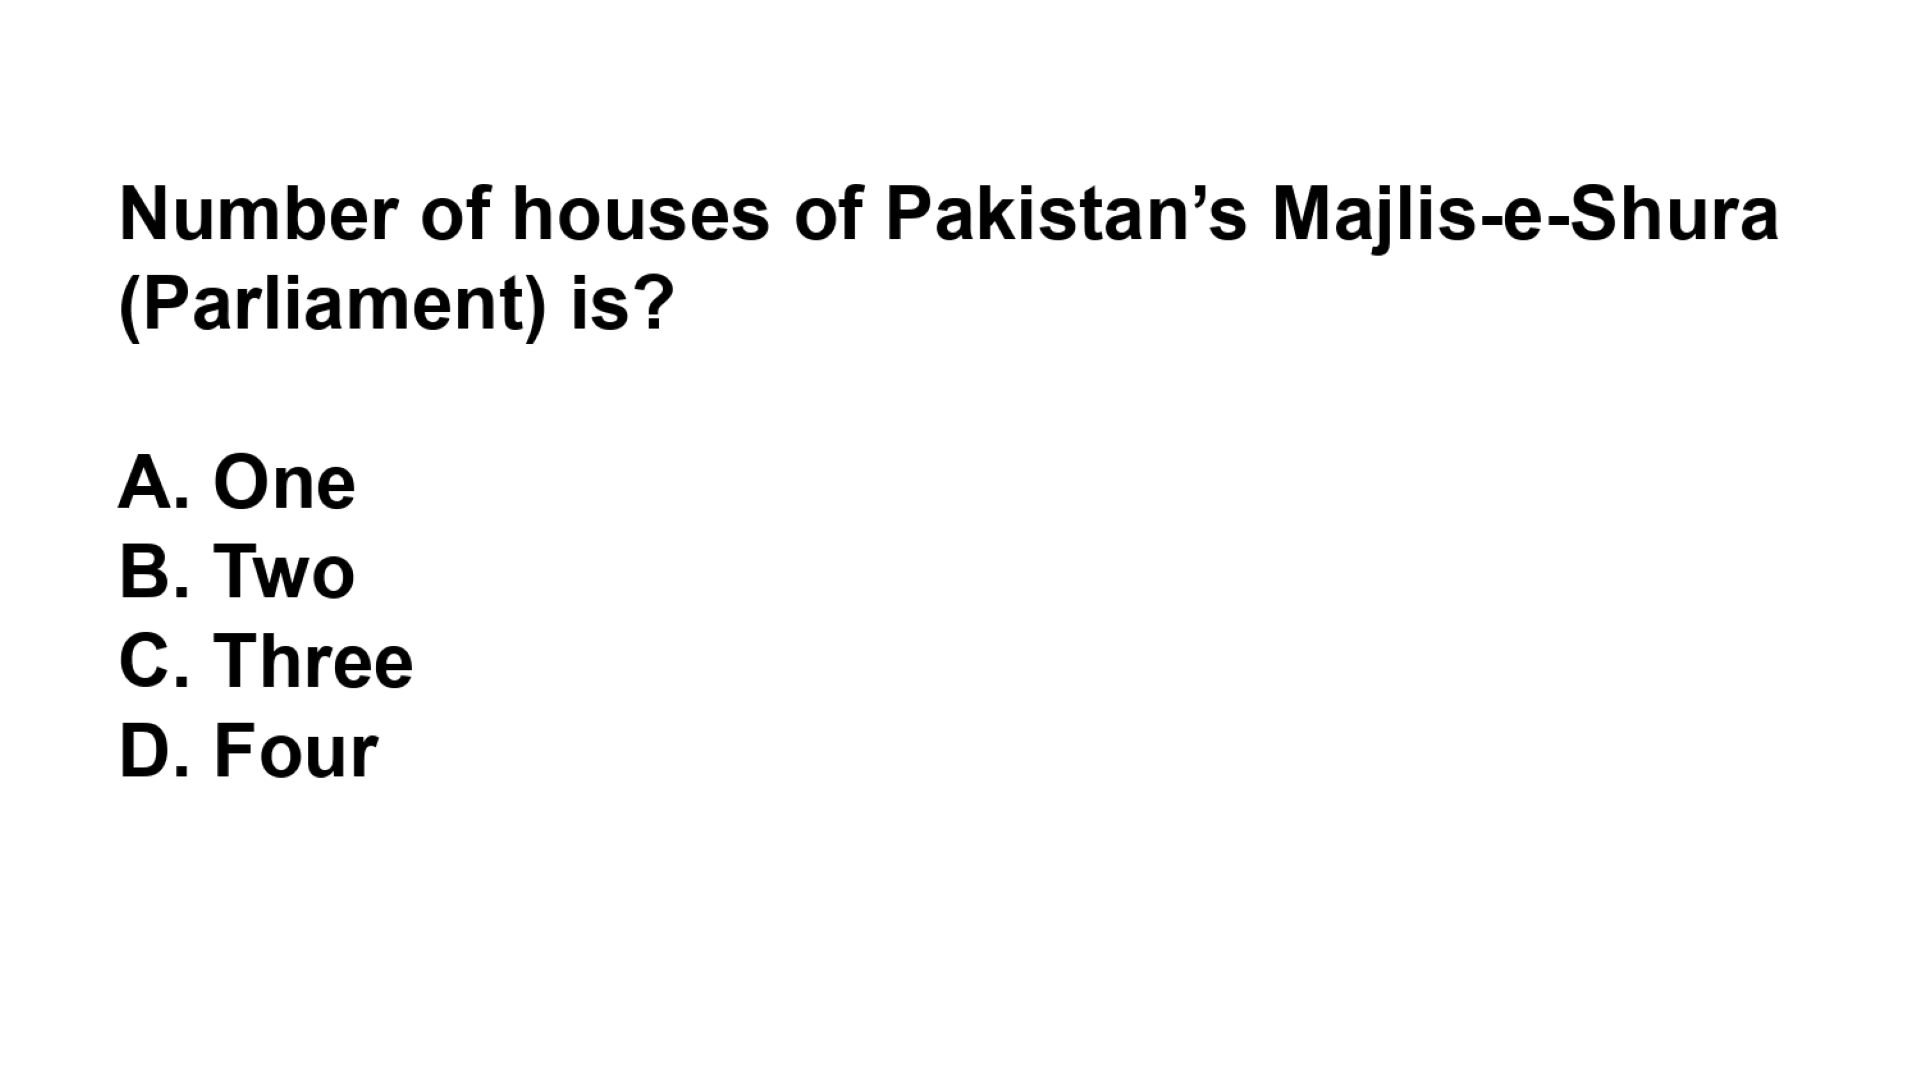 Number of houses of Pakistan’s Majlis-e-Shura
(Parliament) is?
A. One
B. Two
C. Three
D. Four